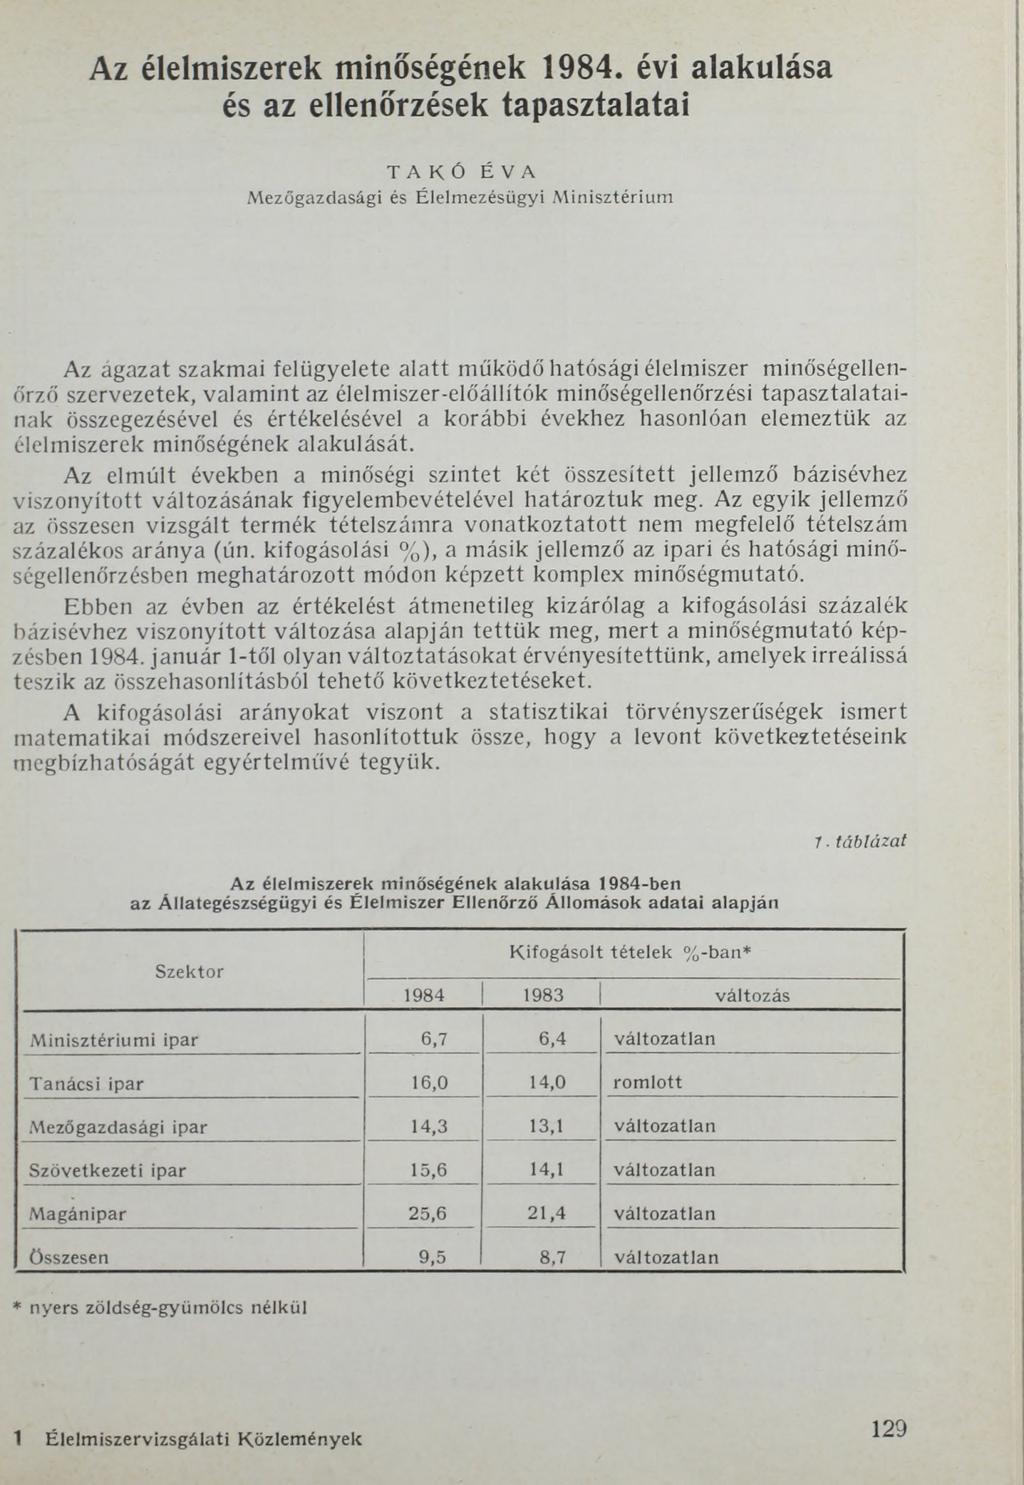 Az élelmiszerek minőségének 1984. évi alakulása
és az ellenőrzések tapasztalatai
TAKÓ ÉVA
Mezőgazdasági és Élelmezésügyi Minisztérium
Az ágazat szakmai felügyelete alatt működő hatósági élelmiszer minőségellen-
őrző szervezetek, valamint az élelmiszer-előállítók minőségellenőrzési tapasztalatai-
nak összegezésével és értékelésével a korábbi évekhez hasonlóan elemeztük az
élelmiszerek minőségének alakulását.
Az elmúlt években a minőségi szintet két összesített jellemző bázisévhez
viszonyított változásának figyelembevételével határoztuk meg. Az egyik jellemző
az összesen vizsgált termék tételszámra vonatkoztatott nem megfelelő tételszám
százalékos aránya (ún. kifogásolási %), a másik jellemző az ipari és hatósági minő-
ségellenőrzésben meghatározott módon képzett komplex minőségmutató.
Ebben az évben az értékelést átmenetileg kizárólag a kifogásolási százalék
bázisévhez viszonyított változása alapján tettük meg, mert a minőségmutató kép-
zésben 1984. január 1-től olyan változtatásokat érvényesítettünk, amelyek irreálissá
teszik az összehasonlításból tehető következtetéseket.
A kifogásolási arányokat viszont a statisztikai törvényszerűségek ismert
matematikai módszereivel hasonlítottuk össze, hogy a levont következtetéseink
megbízhatóságát egyértelművé tegyük.
1. táblázat
Az élelmiszerek minőségének alakulása 1984-ben
az Állategészségügyi és Élelmiszer Ellenőrző Állomások adatai alapján
Szektor Kifogásolt tételek %-ban*
1984 1983 változás
Minisztériumi ipar 6,7 6,4 változatlan
Tanácsi ipar 16,0 14,0 romlott
Mezőgazdasági ipar 14,3 13,1 változatlan
Szövetkezeti ipar 15,6 14,1 változatlan
Magánipar 25,6 21,4 változatlan
Összesen 9,5 8,7 változatlan
* nyers zöldség-gyümölcs nélkül
1 Élelmiszervizsgálati Közlemények
129